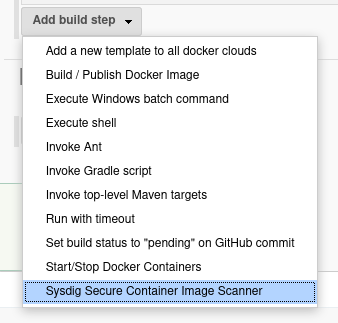 Add build step
Add a new template to all docker clouds
Build / Publish Docker Image
Execute Windows batch command
Execute shell
Invoke Ant
Invoke Gradle script
Invoke top-level Maven targets
Run with timeout
Set build status to "pending" on GitHub commit
Start/Stop Docker Containers
Sysdig Secure Container Image Scanner